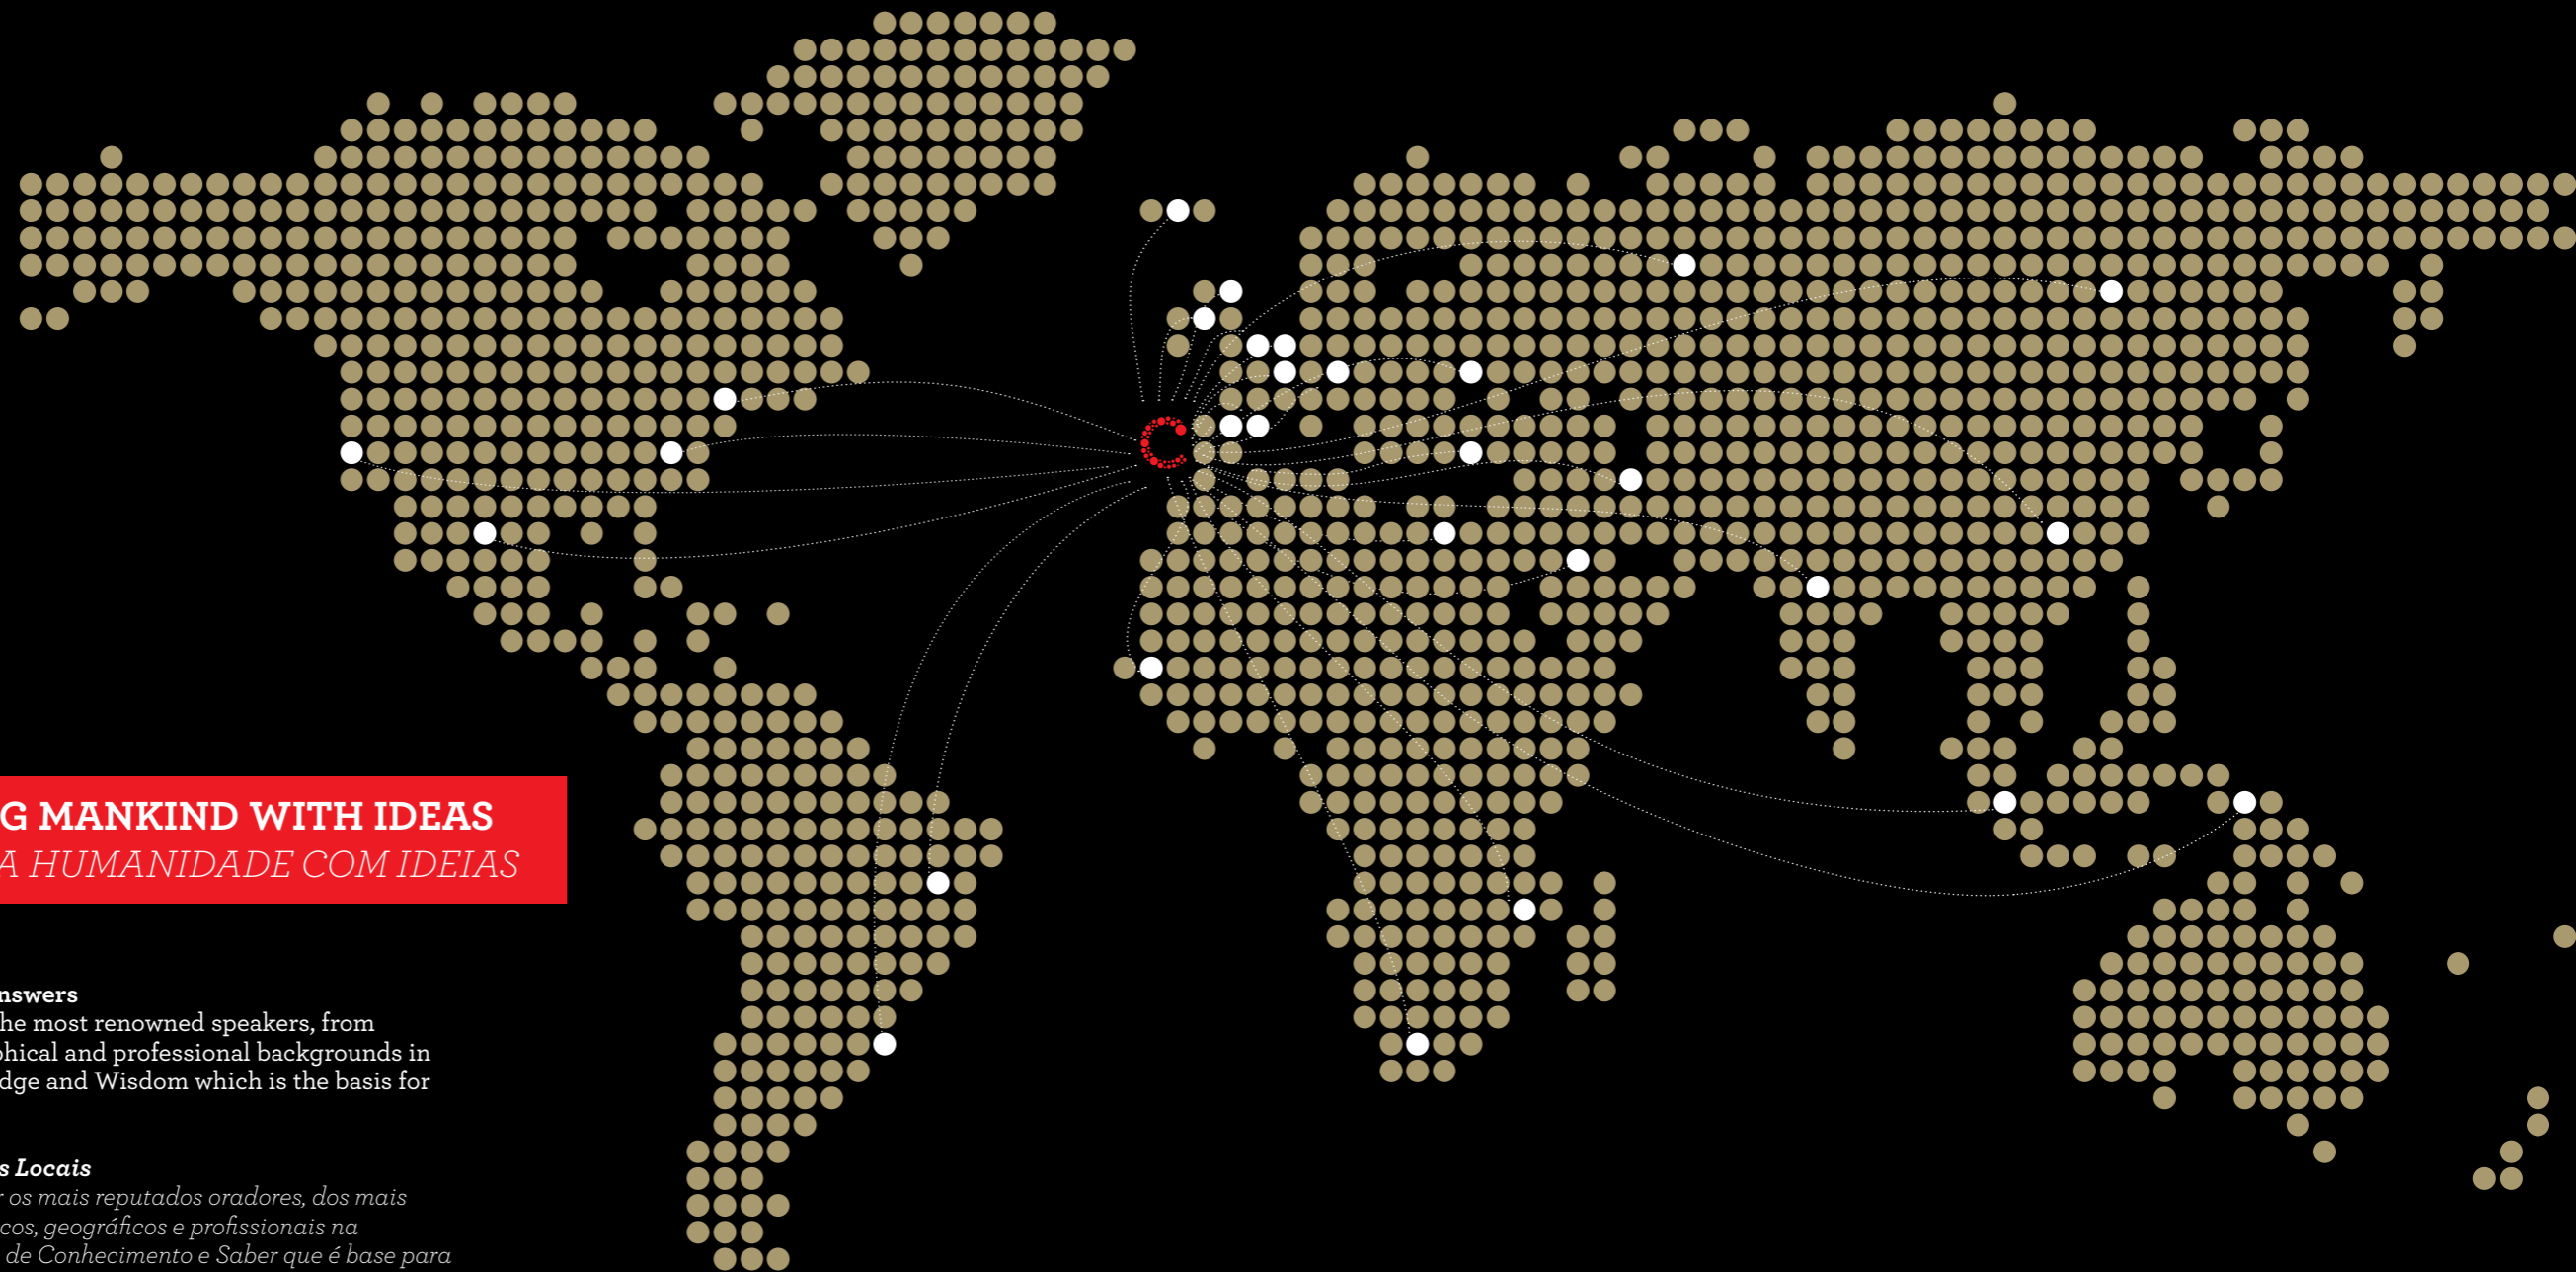 G MANKIND WITH IDEAS
A HUMANIDADE COM IDEIAS
nswers
he most renowned speakers, from
phical and professional backgrounds in
dge and Wisdom which is the basis for
s Locais
r os mais reputados oradores, dos mais
cos, geográficos e profissionais na
de Conhecimento e Saber que é base para